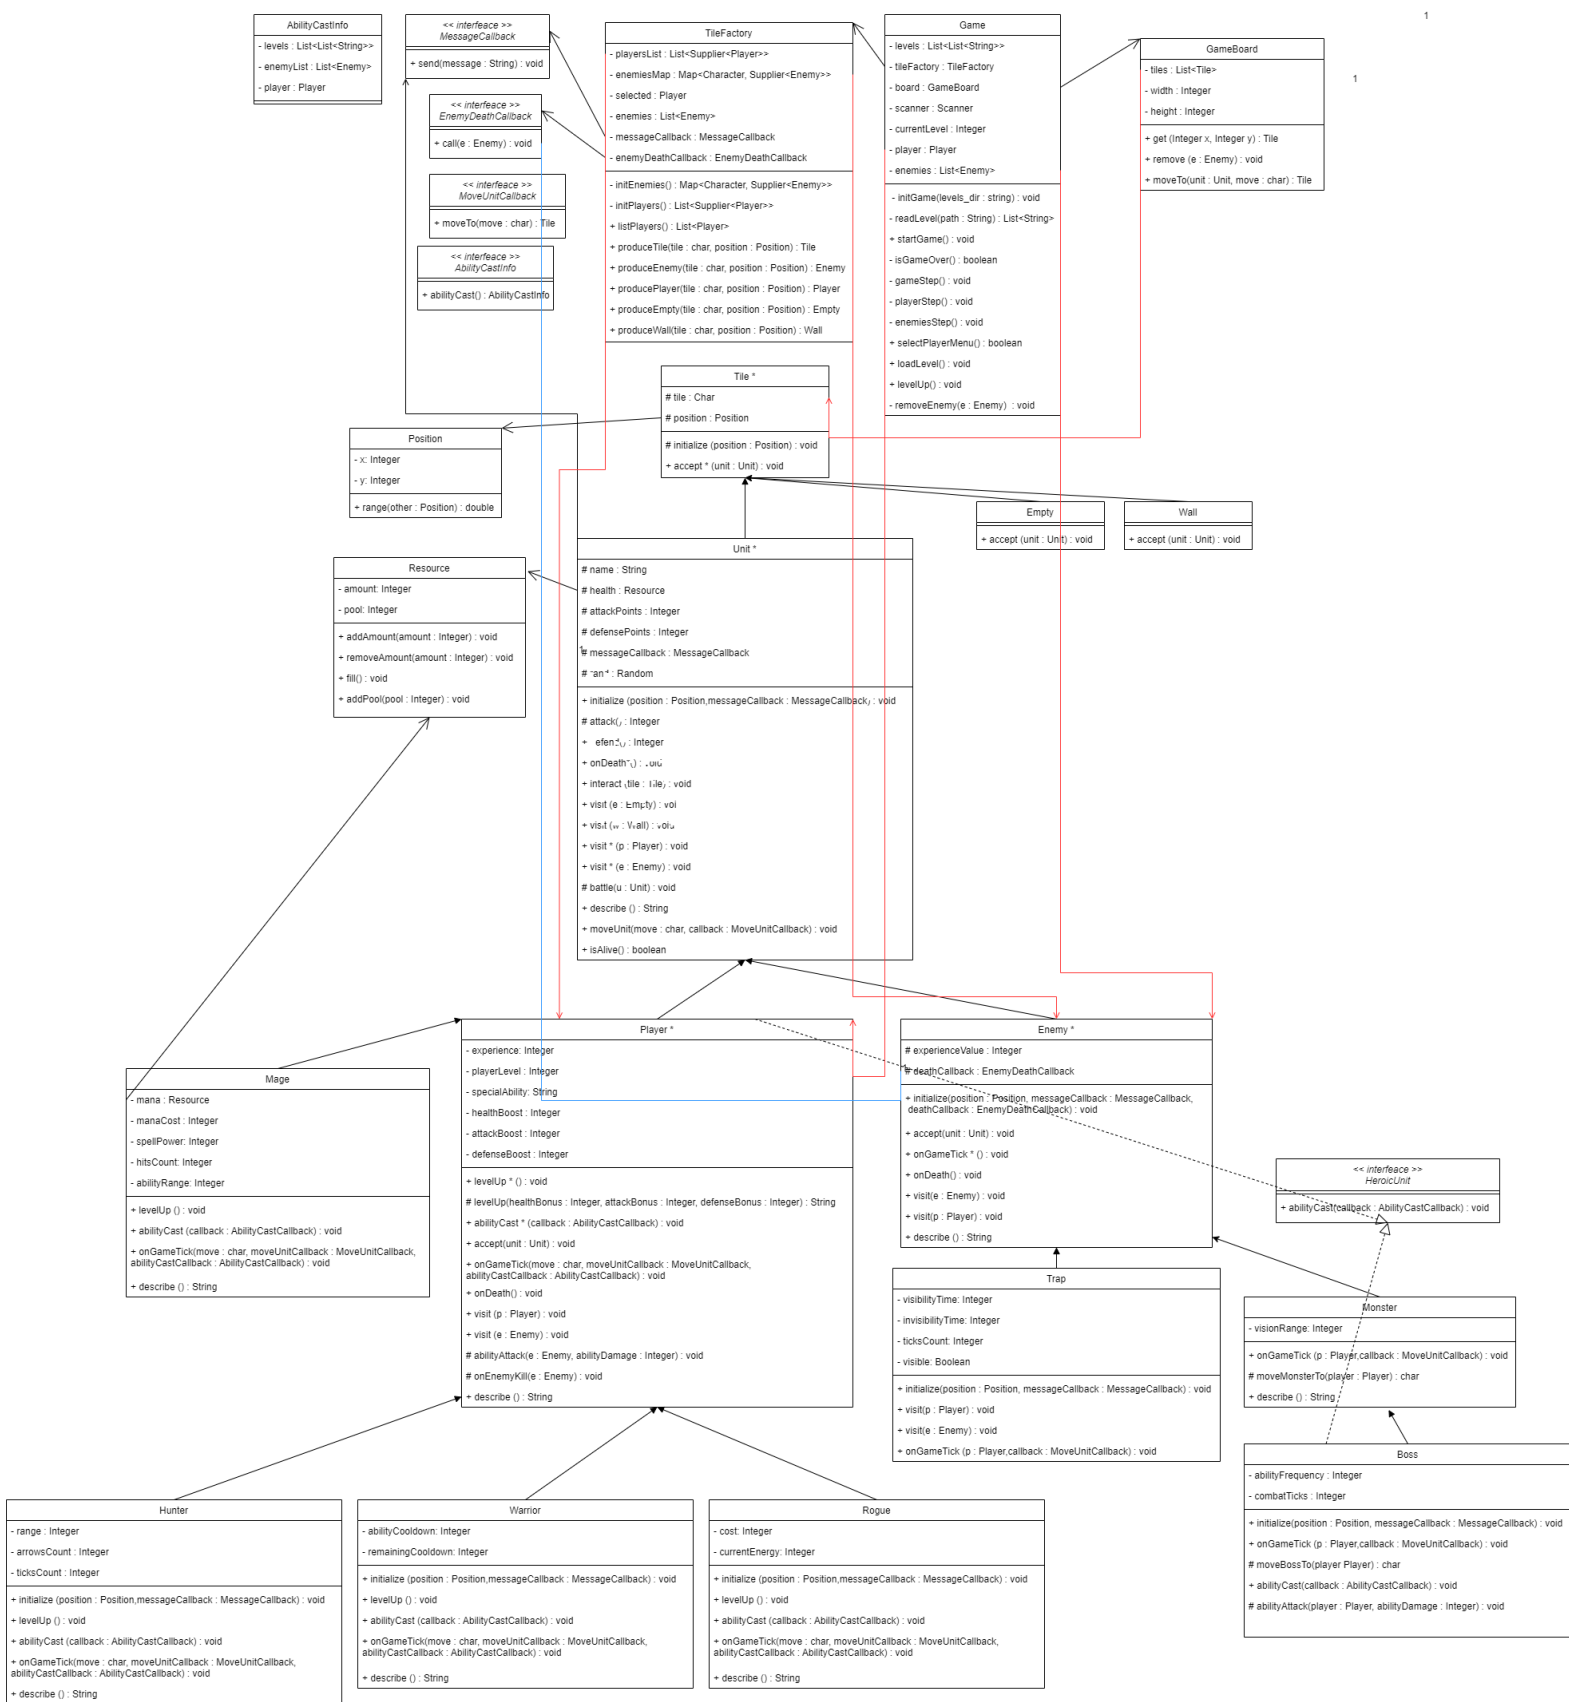 AbilityCastInfo
- levels : List<List<String>>
- enemyList : List<Enemy>
- player : Player
<< interfeace >>
MessageCallback
+ send(message : String) : void
<< interfeace >>
EnemyDeathCallback
+ call(e : Enemy) : void
<< interfeace >>
MoveUnitCallback
+ moveTo(move : char) : Tile
<< interfeace >>
AbilityCastInfo
+ abilityCast() : AbilityCastInfo
TileFactory
- playersList : List<Supplier<Player>>
- enemiesMap : Map<Character, Supplier<Enemy>>
- selected : Player
- enemies : List<Enemy>
- messageCallback : MessageCallback
- enemyDeathCallback : EnemyDeathCallback
- initEnemies() : Map<Character, Supplier<Enemy>>
- initPlayers() : List<Supplier<Player>>
+ listPlayers() : List<Player>
+ produceTile(tile : char, position : Position) : Tile
+ produceEnemy(tile : char, position : Position) : Enemy
+ producePlayer(tile : char, position : Position) : Player
+ produceEmpty(tile : char, position : Position) : Empty
+ produceWall(tile : char, position : Position) : Wall
Game
- levels : List<List<String>>
- tileFactory : TileFactory
- board : GameBoard
- scanner : Scanner
- currentLevel : Integer
- player : Player
- enemies : List<Enemy>
- initGame(levels_dir : string) : void
- readLevel(path : String) : List<String>
+ startGame() : void
- isGameOver() : boolean
- gameStep() : void
- playerStep() : void
- enemiesStep() : void
+ selectPlayerMenu() : boolean
+ loadLevel() : void
+ levelUp() : void
- removeEnemy(e : Enemy) : void
GameBoard
- tiles : List<Tile>
- width : Integer
- height : Integer
+ get (Integer x, Integer y) : Tile
+ remove (e : Enemy) : void
+ moveTo(unit : Unit, move : char) : Tile
1
1
Tile *
# tile : Char
# position : Position
# initialize (position : Position) : void
+ accept * (unit : Unit) : void
Position
- x: Integer
- y: Integer
+ range(other : Position) : double
Empty
+ accept (unit : Unit) : void
Wall
+ accept (unit : Unit) : void
Resource
- amount: Integer
- pool: Integer
+ addAmount(amount : Integer) : void
+ removeAmount(amount : Integer) : void
+ fill() : void
+ addPool(pool : Integer) : void
Unit *
# name : String
# health : Resource
# attackPoints : Integer
# defensePoints : Integer
# messageCallback : MessageCallback
# : Random
+ initialize (position : Position,messageCallback : MessageCallback) : void
# attack() : Integer
+ : Integer
+ onDeath
+ interact (tile : Tile) : void
+ visit (e : Empty) :
+ visit : Wall) : void
+ visit * (p : Player) : void
+ visit * (e : Enemy) : void
# battle(u : Unit) : void
+ describe () : String
+ moveUnit(move : char, callback : MoveUnitCallback) : void
+ isAlive() : boolean
Player *
- experience: Integer
- playerLevel : Integer
- specialAbility: String
- healthBoost : Integer
- attackBoost : Integer
- defenseBoost : Integer
+ levelUp * () : void
# levelUp(healthBonus : Integer, attackBonus : Integer, defenseBonus : Integer) : String
+ abilityCast * (callback : AbilityCastCallback) : void
+ accept(unit : Unit) : void
+ onGameTick(move : char, moveUnitCallback : MoveUnitCallback,
abilityCastCallback : AbilityCastCallback) : void
+ onDeath() : void
+ visit (p : Player) : void
+ visit (e : Enemy) : void
# abilityAttack(e : Enemy, abilityDamage : Integer) : void
# onEnemyKill(e : Enemy) : void
+ describe () : String
Enemy *
# experienceValue : Integer
# deathCallback : EnemyDeathCallback
+ initialize(position : Position, messageCallback : MessageCallback,
deathCallback : EnemyDeathCallback) : void
+ accept(unit : Unit) : void
+ onGameTick * () : void
+ onDeath() : void
+ visit(e : Enemy) : void
+ visit(p : Player) : void
+ describe () : String
Mage
- mana : Resource
- manaCost : Integer
- spellPower: Integer
- hitsCount: Integer
- abilityRange: Integer
+ levelUp () : void
+ abilityCast (callback : AbilityCastCallback) : void
+ onGameTick(move : char, moveUnitCallback : MoveUnitCallback,
abilityCastCallback : AbilityCastCallback) : void
+ describe () : String
<< interfeace >>
HeroicUnit
+ abilityCast(callback : AbilityCastCallback) : void
Trap
- visibilityTime: Integer
- invisibilityTime: Integer
- ticksCount: Integer
- visible: Boolean
+ initialize(position : Position, messageCallback : MessageCallback) : void
+ visit(p : Player) : void
+ visit(e : Enemy) : void
+ onGameTick (p : Player,callback : MoveUnitCallback) : void
Monster
- visionRange: Integer
+ onGameTick (p : Player,callback : MoveUnitCallback) : void
# moveMonsterTo(player : Player) : char
+ describe () : String
Boss
- abilityFrequency : Integer
- combatTicks : Integer
+ initialize(position : Position, messageCallback : MessageCallback) : void
+ onGameTick (p : Player,callback : MoveUnitCallback) : void
# moveBossTo(player Player) : char
+ abilityCast(callback : AbilityCastCallback) : void
# abilityAttack(player : Player, abilityDamage : Integer) : void
Hunter
- range : Integer
- arrowsCount : Integer
- ticksCount : Integer
+ initialize (position : Position,messageCallback : MessageCallback) : void
+ levelUp () : void
+ abilityCast (callback : AbilityCastCallback) : void
+ onGameTick(move : char, moveUnitCallback : MoveUnitCallback,
abilityCastCallback : AbilityCastCallback) : void
+ describe () : String
Warrior
- abilityCooldown: Integer
- remainingCooldown: Integer
+ initialize (position : Position,messageCallback : MessageCallback) : void
+ levelUp () : void
+ abilityCast (callback : AbilityCastCallback) : void
+ onGameTick(move : char, moveUnitCallback : MoveUnitCallback,
abilityCastCallback : AbilityCastCallback) : void
+ describe () : String
Rogue
- cost: Integer
- currentEnergy: Integer
+ initialize (position : Position,messageCallback : MessageCallback) : void
+ levelUp () : void
+ abilityCast (callback : AbilityCastCallback) : void
+ onGameTick(move : char, moveUnitCallback : MoveUnitCallback,
abilityCastCallback : AbilityCastCallback) : void
+ describe () : String